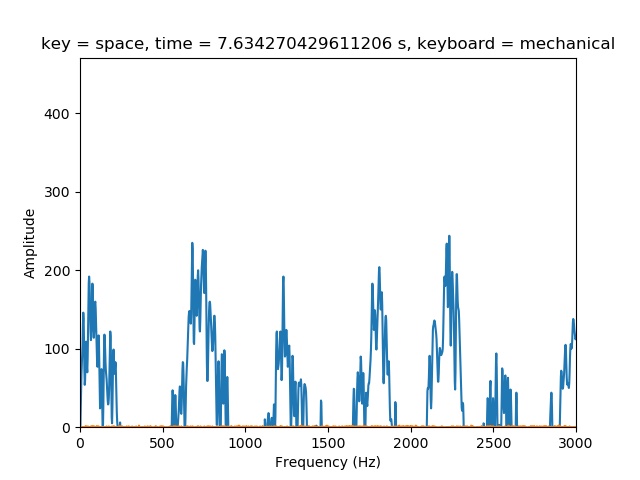 key = space, time = 7.634270429611206 s, keyboard = mechanical
400
300
200
100
0
Amplitude
0 500 1000 1500 2000 2500 3000
Frequency (Hz)